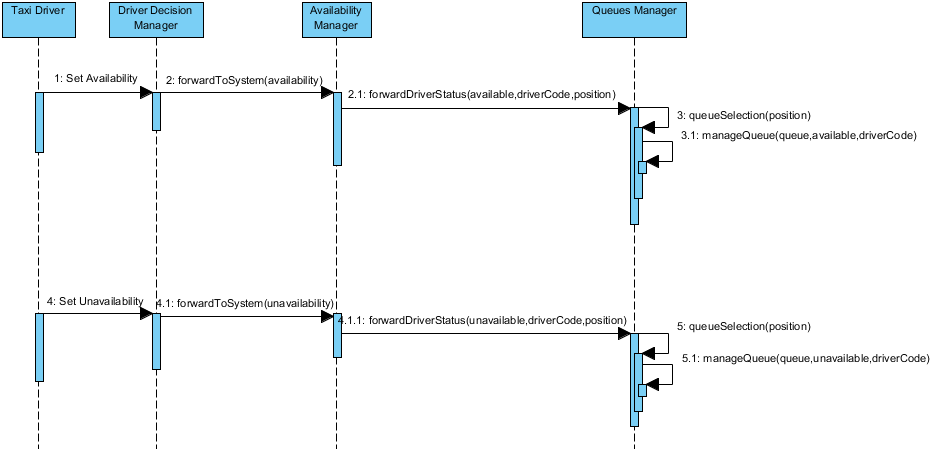 Taxi Driver
Driver Decision
Manager
Availability
Manager
Queues Manager
1: Set Availability
2: forwardToSystem(availability)
2.1: forwardDriverStatus(available,driverCode,position)
3: queueSelection(position)
3.1: manageQueue(queue,available,driverCode)
4: Set Unavailability
4.1: forwardToSystem(unavailability)
4.1.1: forwardDriverStatus(unavailable,driverCode,position)
5: queueSelection(position)
5.1: manageQueue(queue,unavailable,driverCode)